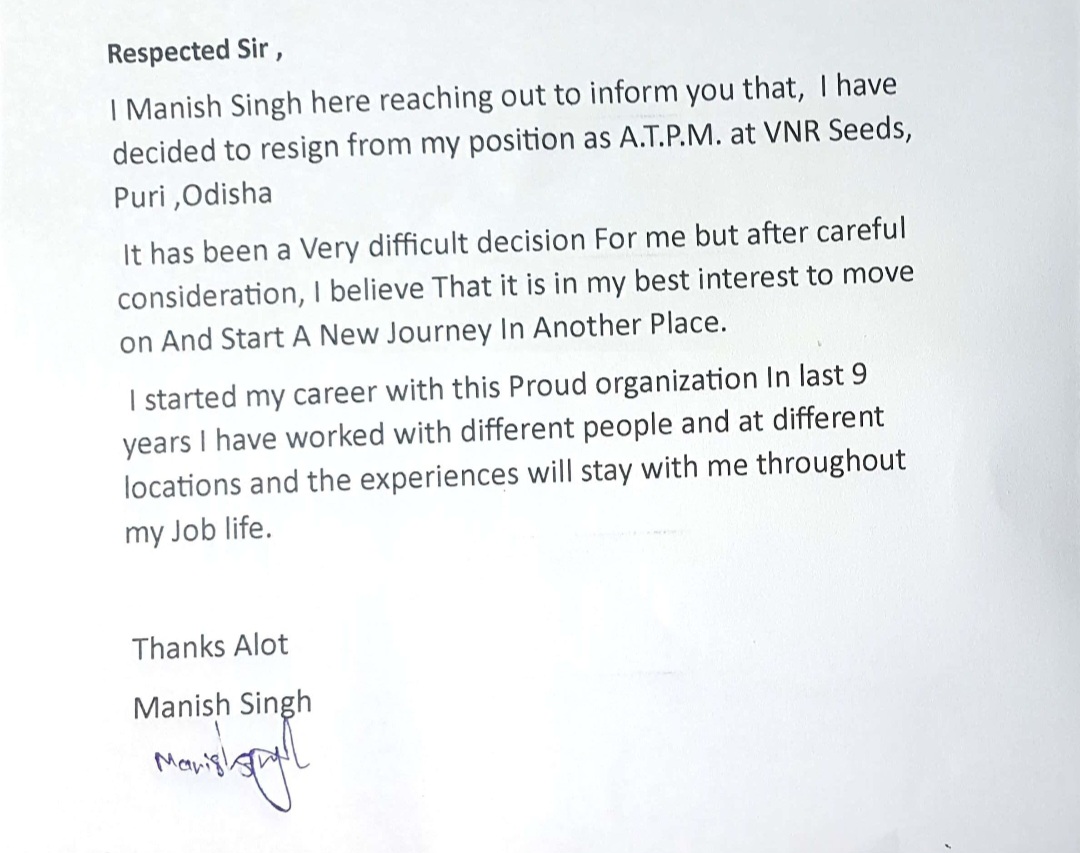 Respected Sir ,
I Manish Singh here reaching out to inform you that,  I have
decided to resign from my position as A.T.P.M. at VNR Seeds,
Puri ,Odisha
It has been a Very difficult decision For me but after careful
consideration, I believe That it is in my best interest to move
on And Start A New Journey In Another Place.
I started my career with this Proud organization In last 9
years I have worked with different people and at different
locations and the experiences will stay with me throughout
my Job life.
Thanks Alot
Manish Singh
Manish Singh